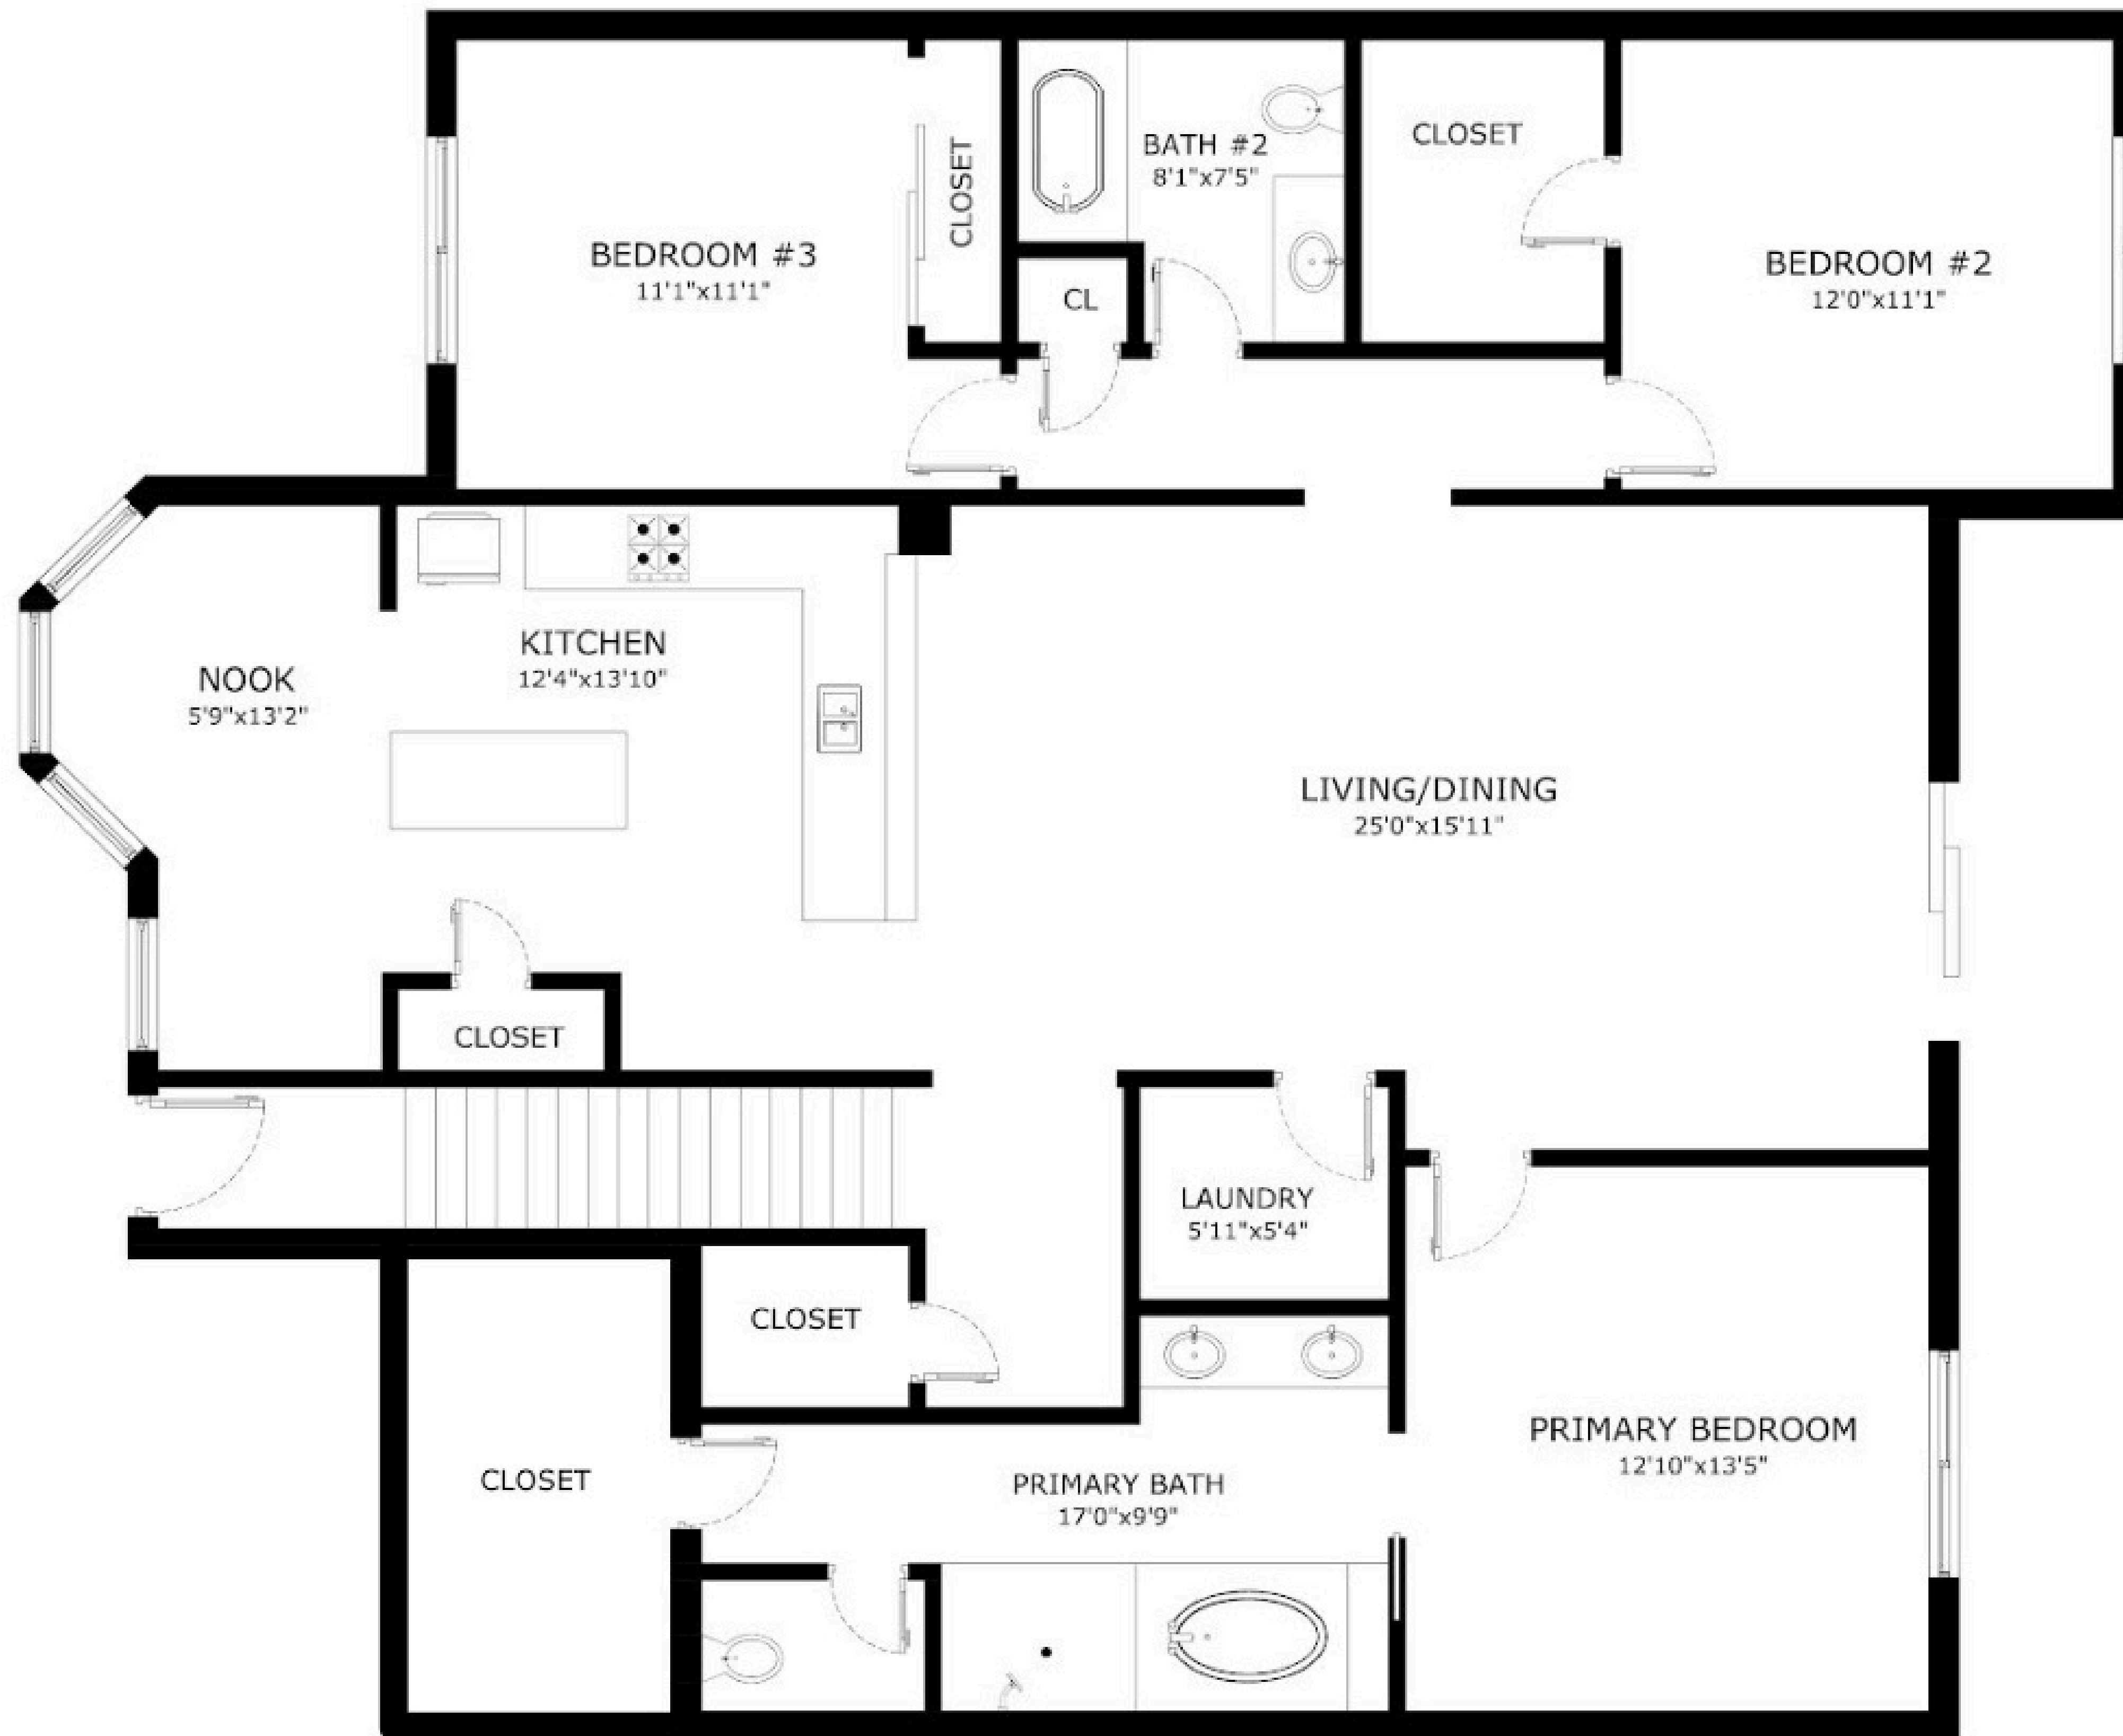 BEDROOM #3
11'1"x11'1"
CLOSET
BATH #2
8'1"x7'5"
CL
CLOSET
BEDROOM #2
12'0"x11'1"
NOOK
5'9"x13'2"
KITCHEN
12'4"x13'10"
LIVING/DINING
25'0"x15'11"
CLOSET
LAUNDRY
5'11"x5'4"
CLOSET
CLOSET
PRIMARY BATH
17'0"x9'9"
PRIMARY BEDROOM
12'10"x13'5"